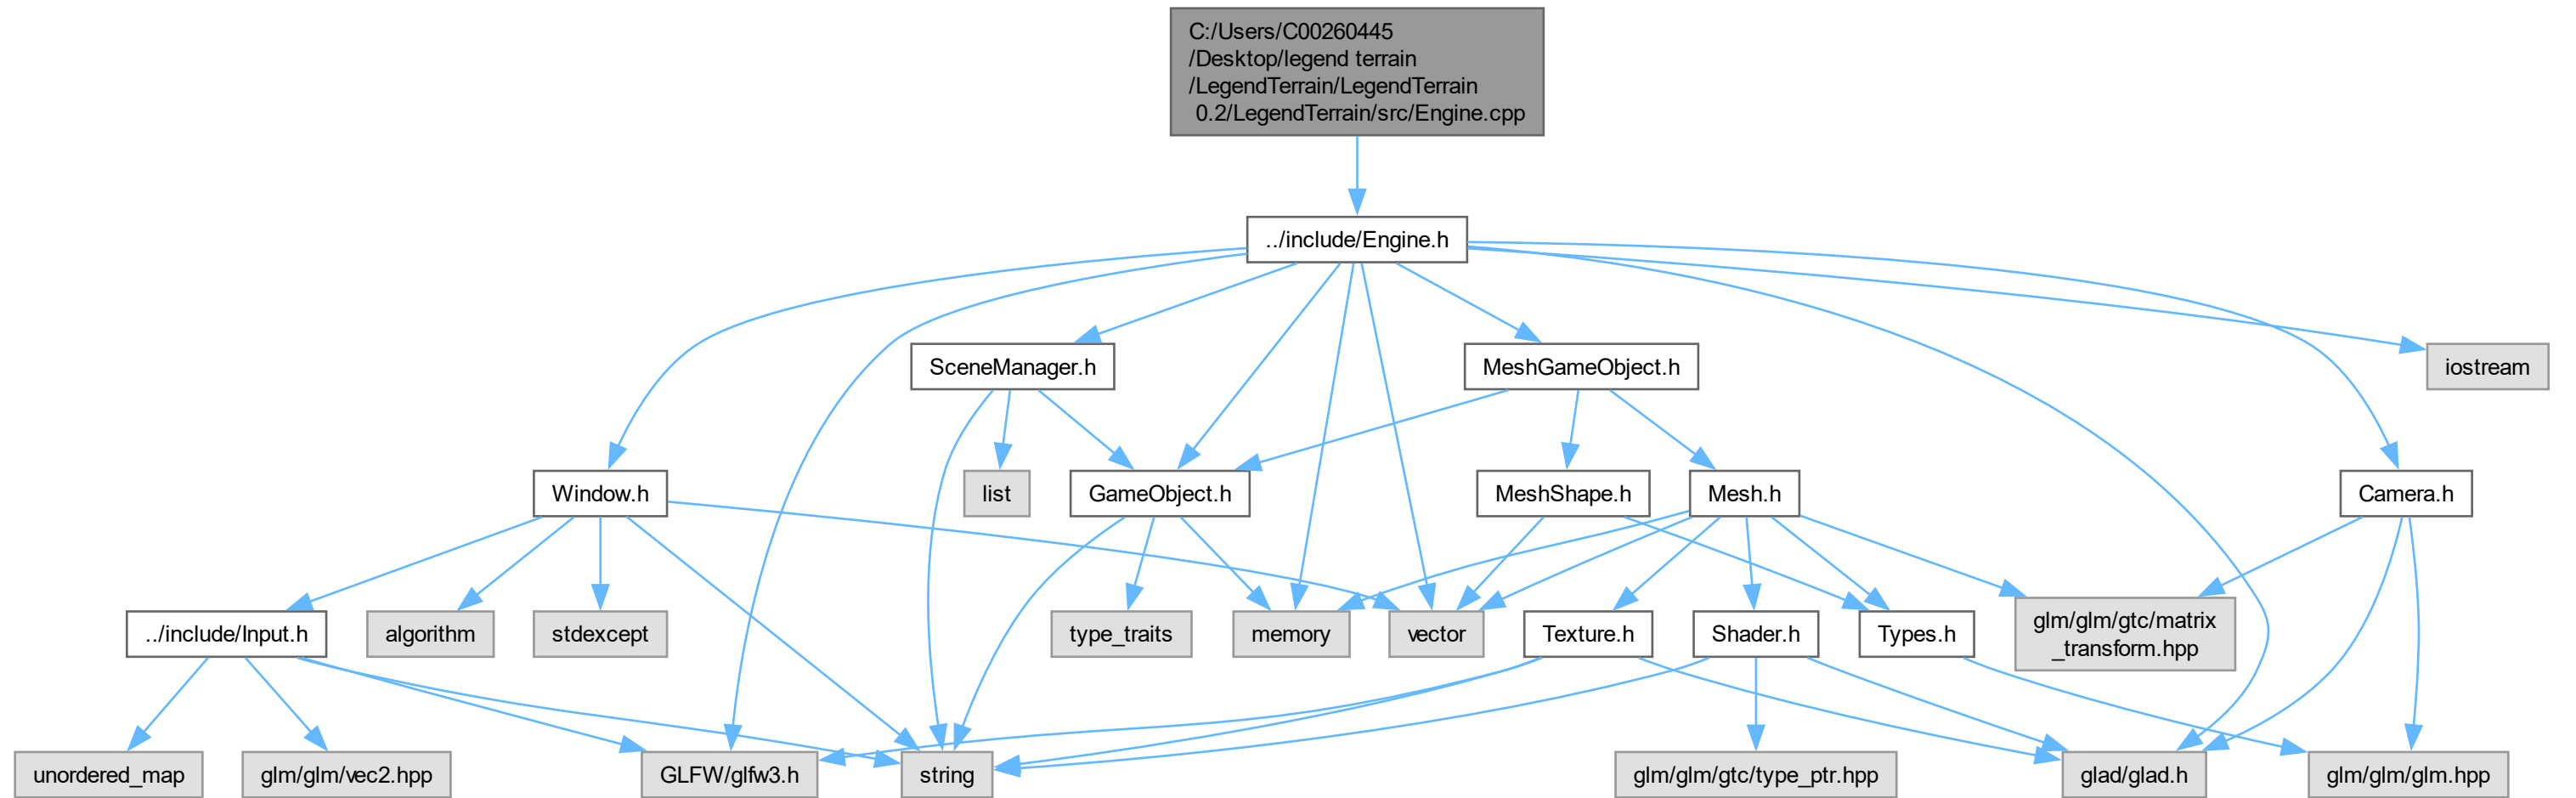 C:/Users/C00260445
/Desktop/legend terrain
/LegendTerrain/LegendTerrain
0.2/LegendTerrain/src/Engine.cpp
../include/Engine.h
SceneManager.h
MeshGameObject.h
iostream
Window.h
list
GameObject.h
MeshShape.h
Mesh.h
Camera.h
../include/Input.h
algorithm
stdexcept
type_traits
memory
vector
Texture.h
Shader.h
Types.h
glm/glm/gtc/matrix
_transform.hpp
unordered_map
glm/glm/vec2.hpp
GLFW/glfw3.h
string
glm/glm/gtc/type_ptr.hpp
glad/glad.h
glm/glm/glm.hpp